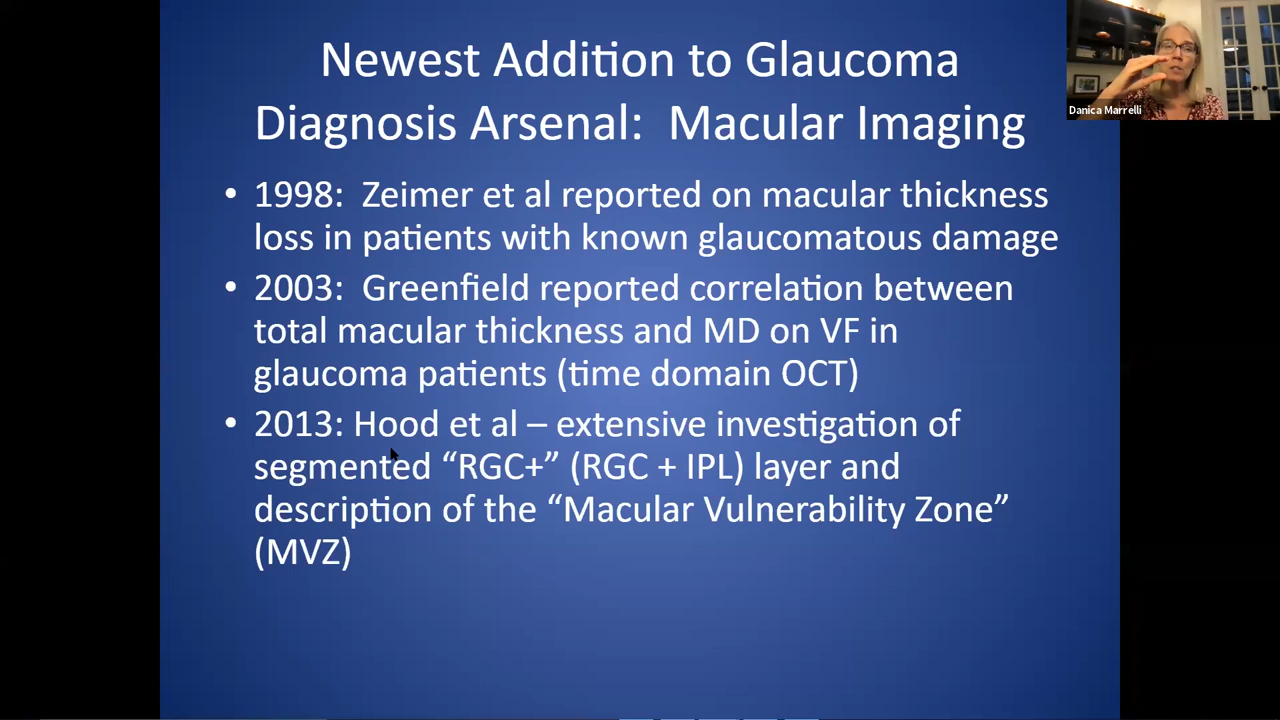 Newest Addition to Glaucoma
Diagnosis Arsenal:  Macular Imaging
• 1998:  Zeimer et al reported on macular thickness
loss in patients with known glaucomatous damage
• 2003:  Greenfield reported correlation between
total macular thickness and MD on VF in
glaucoma patients (time domain OCT)
• 2013: Hood et al – extensive investigation of
segmented “RGC+” (RGC + IPL) layer and
description of the “Macular Vulnerability Zone”
(MVZ)
Danica Marrelli